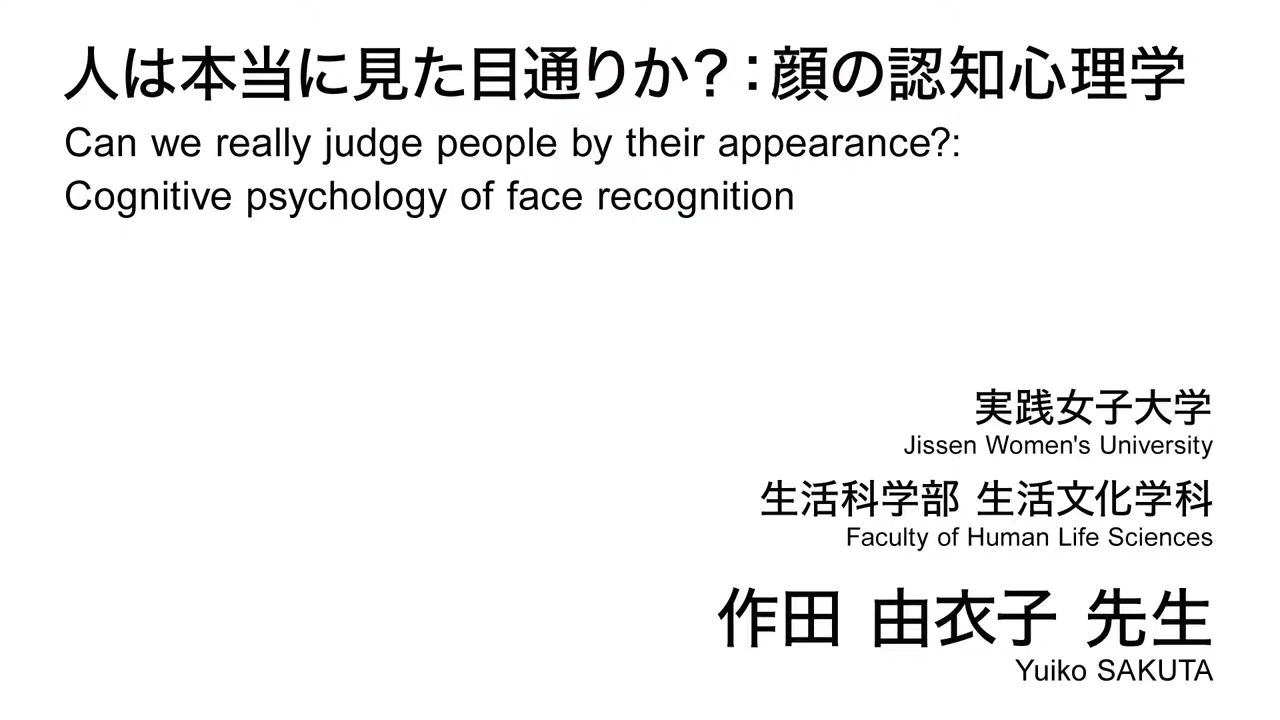 人は本当に見た目通りか?:顔の認知心理学
Can we really judge people by their appearance?:
Cognitive psychology of face recognition
実践女子大学
Jissen Women's University
生活科学部 生活文化学科
Faculty of Human Life Sciences
作田 由衣子 先生
Yuiko SAKUTA